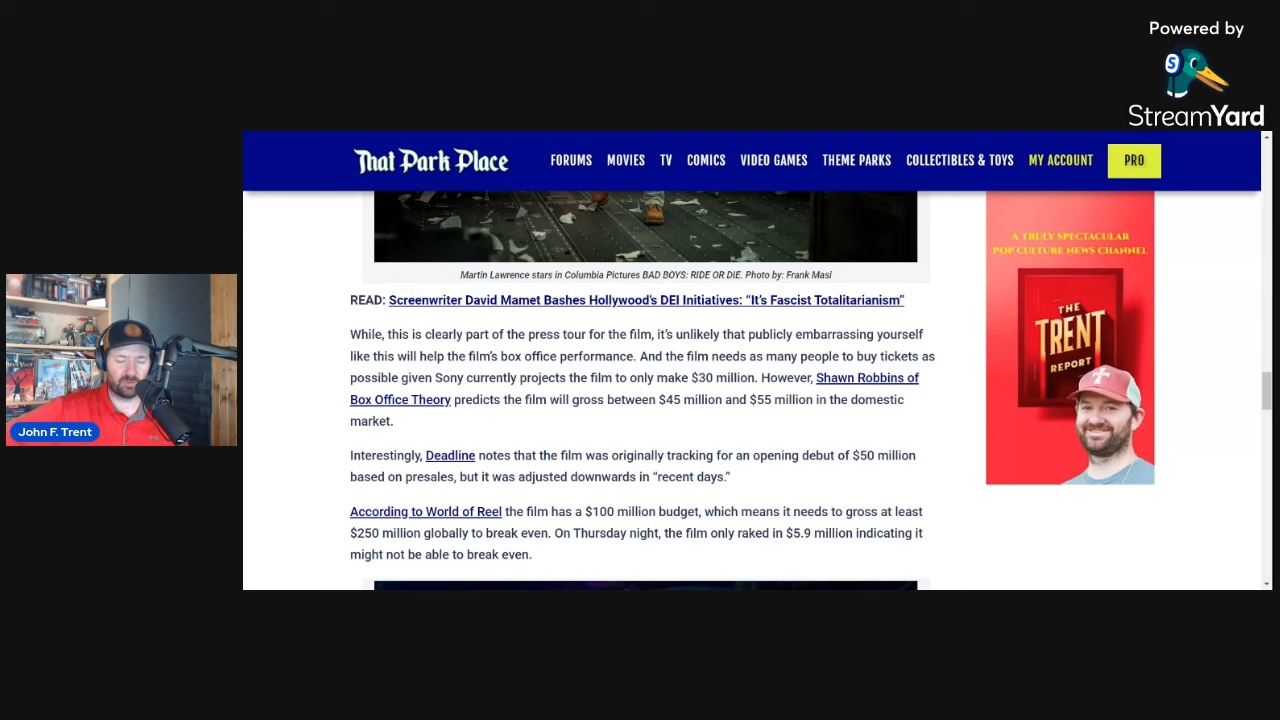 Powered by
S
StreamYard
That Park Place
FORUMS MOVIES TV COMICS VIDEO GAMES THEME PARKS COLLECTIBLES & TOYS MY ACCOUNT PRO
Martin Lawrence stars in Columbia Pictures BAD BOYS: RIDE OR DIE. Photo by: Frank Masi
READ: Screenwriter David Mamet Bashes Hollywood's DEI Initiatives: “It's Fascist Totalitarianism”
While, this is clearly part of the press tour for the film, it's unlikely that publicly embarrassing yourself
like this will help the film's box office performance. And the film needs as many people to buy tickets as
possible given Sony currently projects the film to only make $30 million. However, Shawn Robbins of
Box Office Theory predicts the film will gross between $45 million and $55 million in the domestic
market.
Interestingly, Deadline notes that the film was originally tracking for an opening debut of $50 million
based on presales, but it was adjusted downwards in “recent days.”
According to World of Reel the film has a $100 million budget, which means it needs to gross at least
$250 million globally to break even. On Thursday night, the film only raked in $5.9 million indicating it
might not be able to break even.
A TRULY SPECTACULAR
POP CULTURE NEWS CHANNEL
THE
TRENT
REPORT
John F. Trent